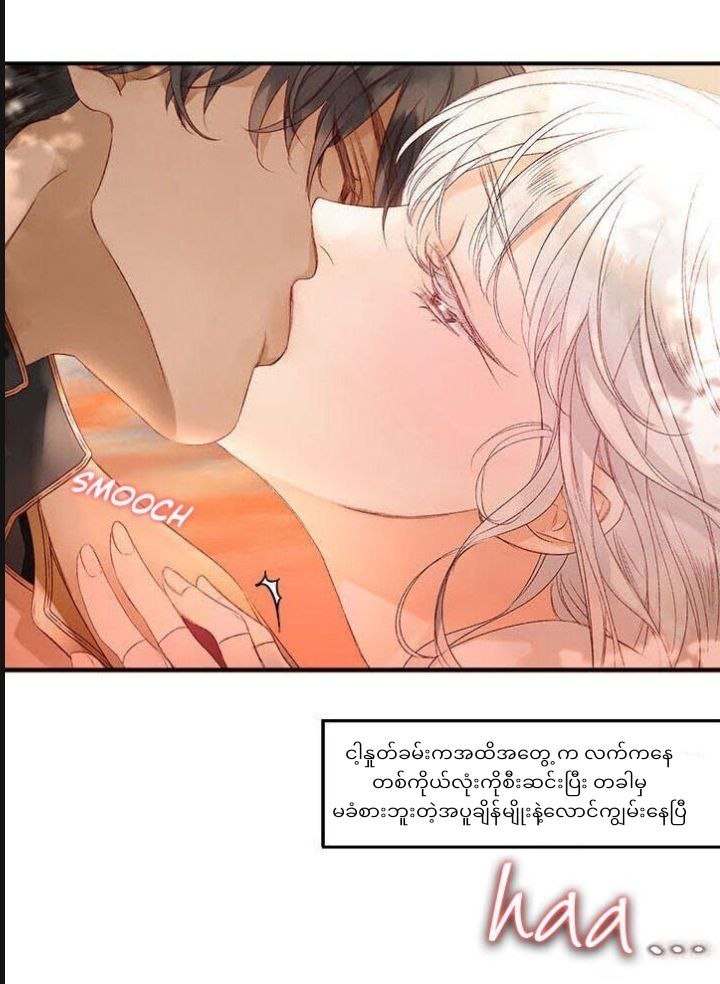 SMOOCH
ငါ့နှုတ်ခမ်းကအထိအတွေ့ က လက်ကနေ
တစ်ကိုယ်လုံးကိုစီးဆင်းပြီး တခါမှ
မခံစားဘူးတဲ့အပူချိန်မျိုးနဲ့လောင်ကျွမ်းနေပြီ
haa...